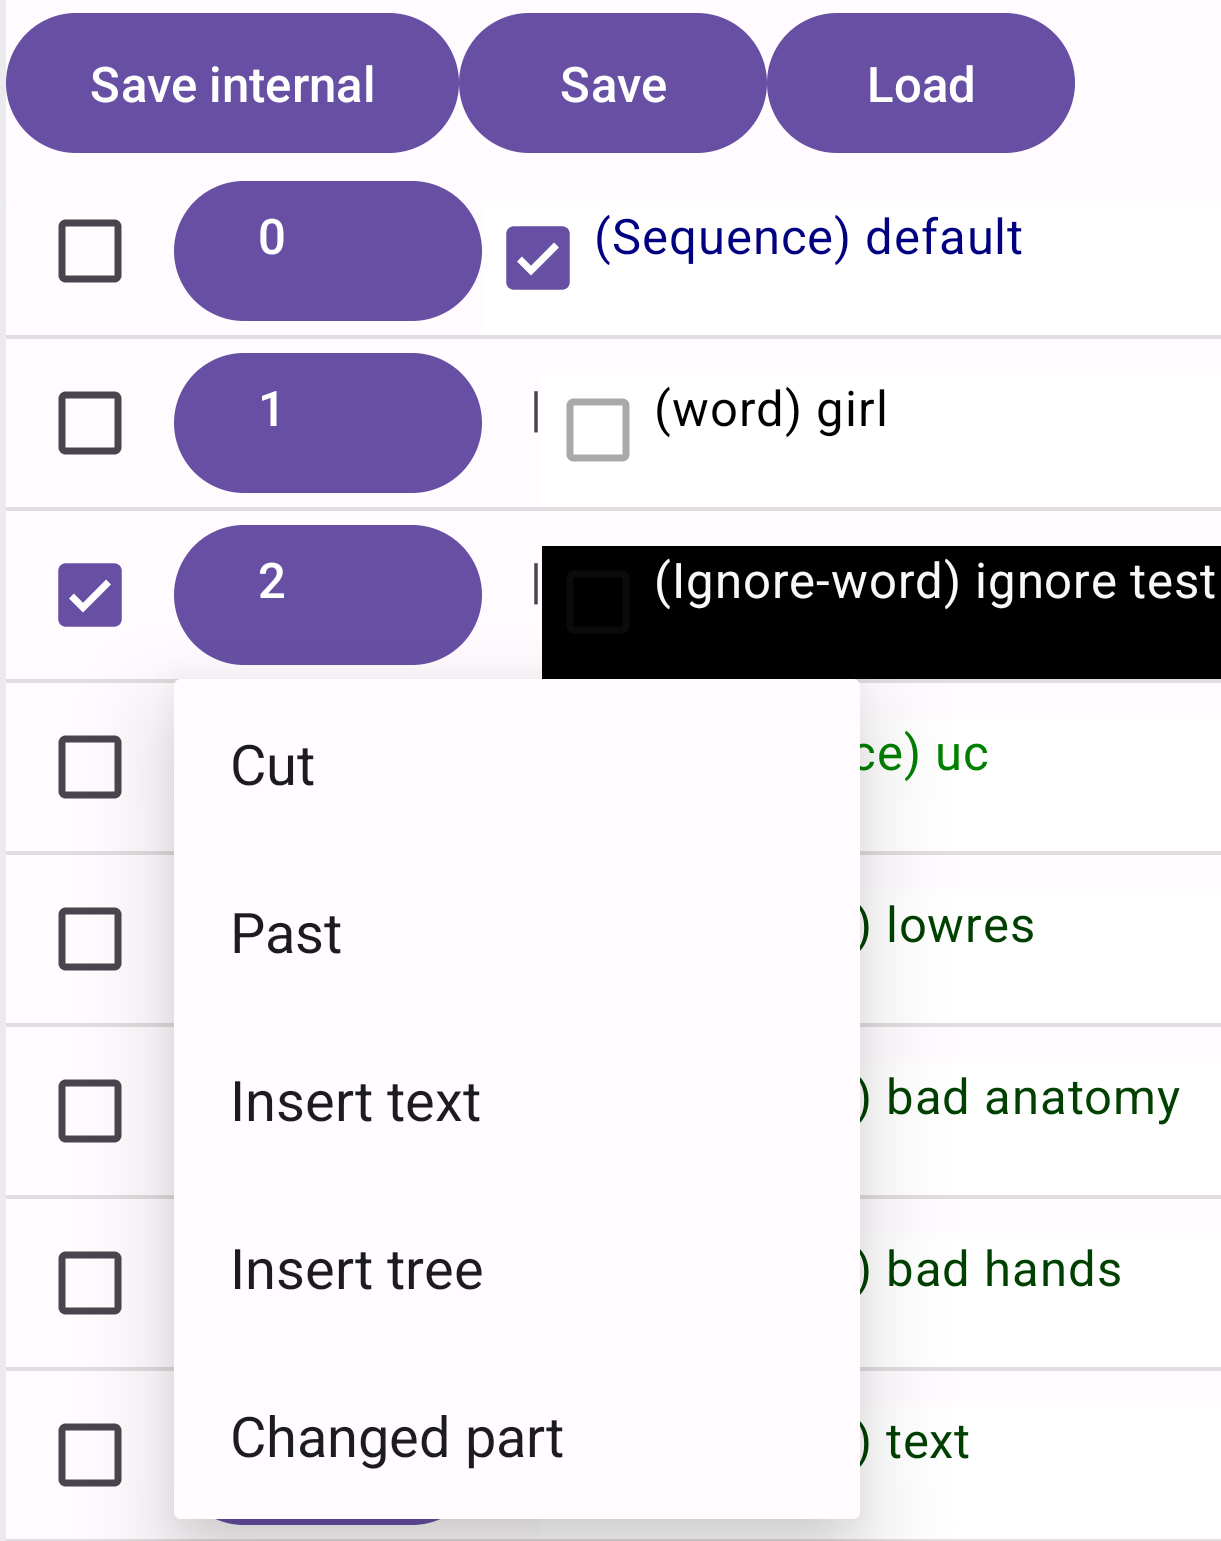 Save internal Save Load
0 (Sequence) default
1 | (word) girl
2 | (Ignore-word) ignore test
Cut
ce) uc
Past
) lowres
Insert text
) bad anatomy
Insert tree
) bad hands
Changed part
) text